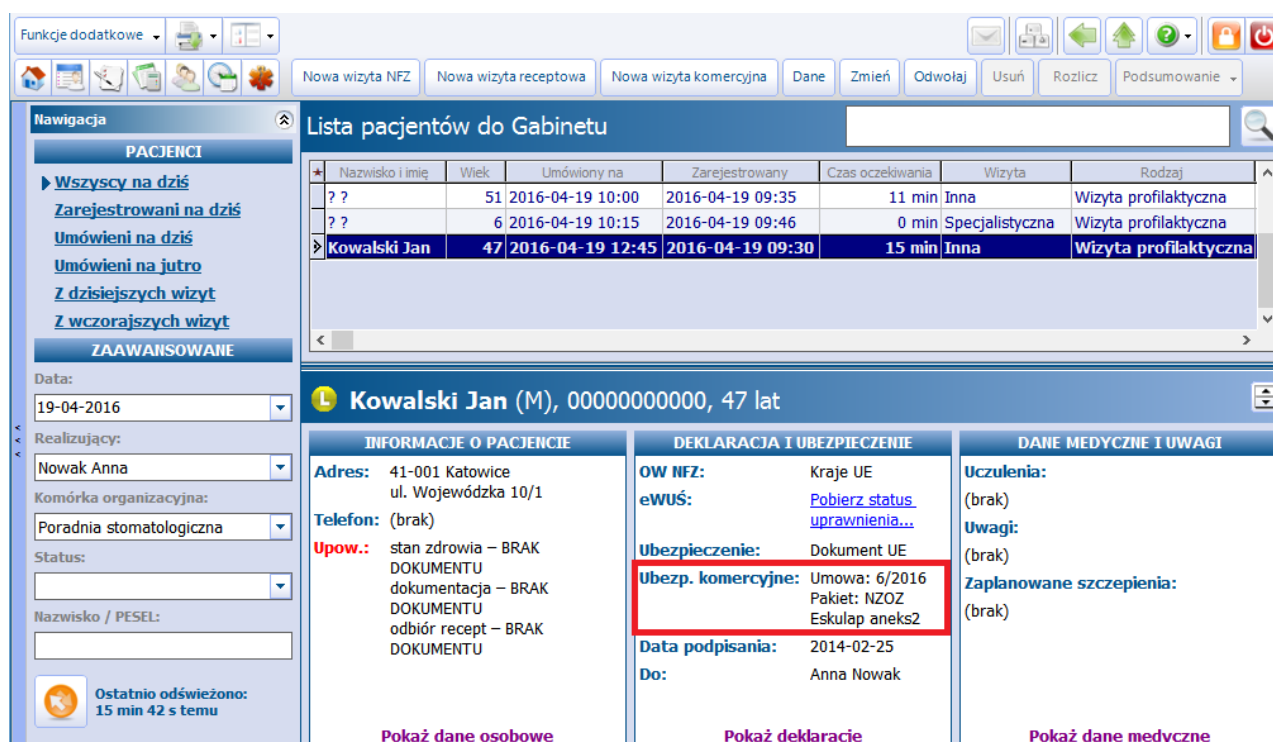 Funkcje dodatkowe
Nowa wizyta NFZ Nowa wizyta receptowa Nowa wizyta komercyjna Dane Zmień Odwołaj Usuń Rozlicz Podsumowanie
Nawigacja
PACJENCI
Wszyscy na dziś
Zarejestrowani na dziś
Umówieni na dziś
Umówieni na jutro
Z dzisiejszych wizyt
Z wczorajszych wizyt
ZAAWANSOWANE
Data:
19-04-2016
Realizujący:
Nowak Anna
Komórka organizacyjna:
Poradnia stomatologiczna
Status:
Nazwisko / PESEL:
Ostatnio odświeżono:
15 min 42 s temu
Lista pacjentów do Gabinetu
Nazwisko i imię Wiek Umówiony na Zarejestrowany Czas oczekiwania Wizyta Rodzaj
? ? 51 2016-04-19 10:00 2016-04-19 09:35 11 min Inna Wizyta profilaktyczna
? ? 6 2016-04-19 10:15 2016-04-19 09:46 0 min Specjalistyczna Wizyta profilaktyczna
Kowalski Jan 47 2016-04-19 12:45 2016-04-19 09:30 15 min Inna Wizyta profilaktyczna
L Kowalski Jan (M), 00000000000, 47 lat
INFORMACJE O PACJENCIE
Adres: 41-001 Katowice
ul. Wojewódzka 10/1
Telefon: (brak)
Upow.: stan zdrowia – BRAK
DOKUMENTU
dokumentacja – BRAK
DOKUMENTU
odbiór recept – BRAK
DOKUMENTU
Pokaż dane osobowe
DEKLARACJA I UBEZPIECZENIE
OW NFZ: Kraje UE
eWUŚ: Pobierz status
uprawnienia...
Ubezpieczenie: Dokument UE
Ubezp. komercyjne: Umowa: 6/2016
Pakiet: NZOZ
Eskulap aneks2
Data podpisania: 2014-02-25
Do: Anna Nowak
Pokaż deklaracje
DANE MEDYCZNE I UWAGI
Uczulenia:
(brak)
Uwagi:
(brak)
Zaplanowane szczepienia:
(brak)
Pokaż dane medyczne